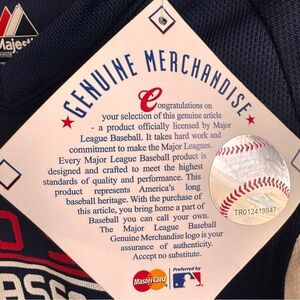 Majestic
GENUINE MERCHANDISE
Congratulations on
your selection of this genuine article
- a product officially licensed by Major
League Baseball. It takes hard work and
commitment to make the Major Leagues.
Every Major League Baseball product is
designed and crafted to meet the highest
standards of quality and performance. This
product represents America's long
baseball heritage. With the purchase of
this article, you bring home a part of
Baseball you can call your own.
The Major League Baseball
Genuine Merchandise logo is your
assurance of authenticity.
Accept no substitute.
TR012419947
MasterCard
Preferred by
ASS